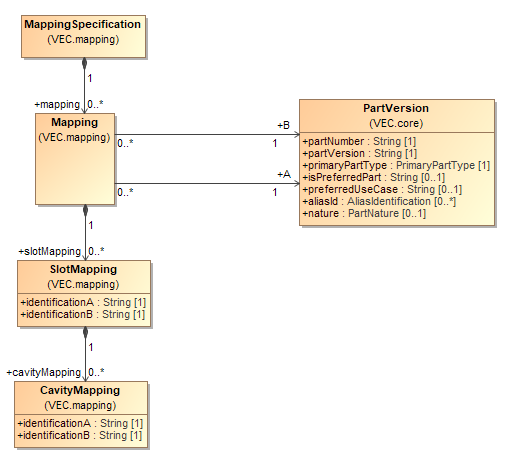 MappingSpecification
(VEC.mapping)
1
+mapping 0..*
Mapping
(VEC.mapping)
+B
0..* 1
+A
0..* 1
PartVersion
(VEC.core)
+partNumber : String [1]
+partVersion : String [1]
+primaryPartType : PrimaryPartType [1]
+isPreferredPart : String [0..1]
+preferredUseCase : String [0..1]
+aliasId : AliasIdentification [0..*]
+nature : PartNature [0..1]
1
+slotMapping 0..*
SlotMapping
(VEC.mapping)
+identificationA : String [1]
+identificationB : String [1]
1
+cavityMapping 0..*
CavityMapping
(VEC.mapping)
+identificationA : String [1]
+identificationB : String [1]